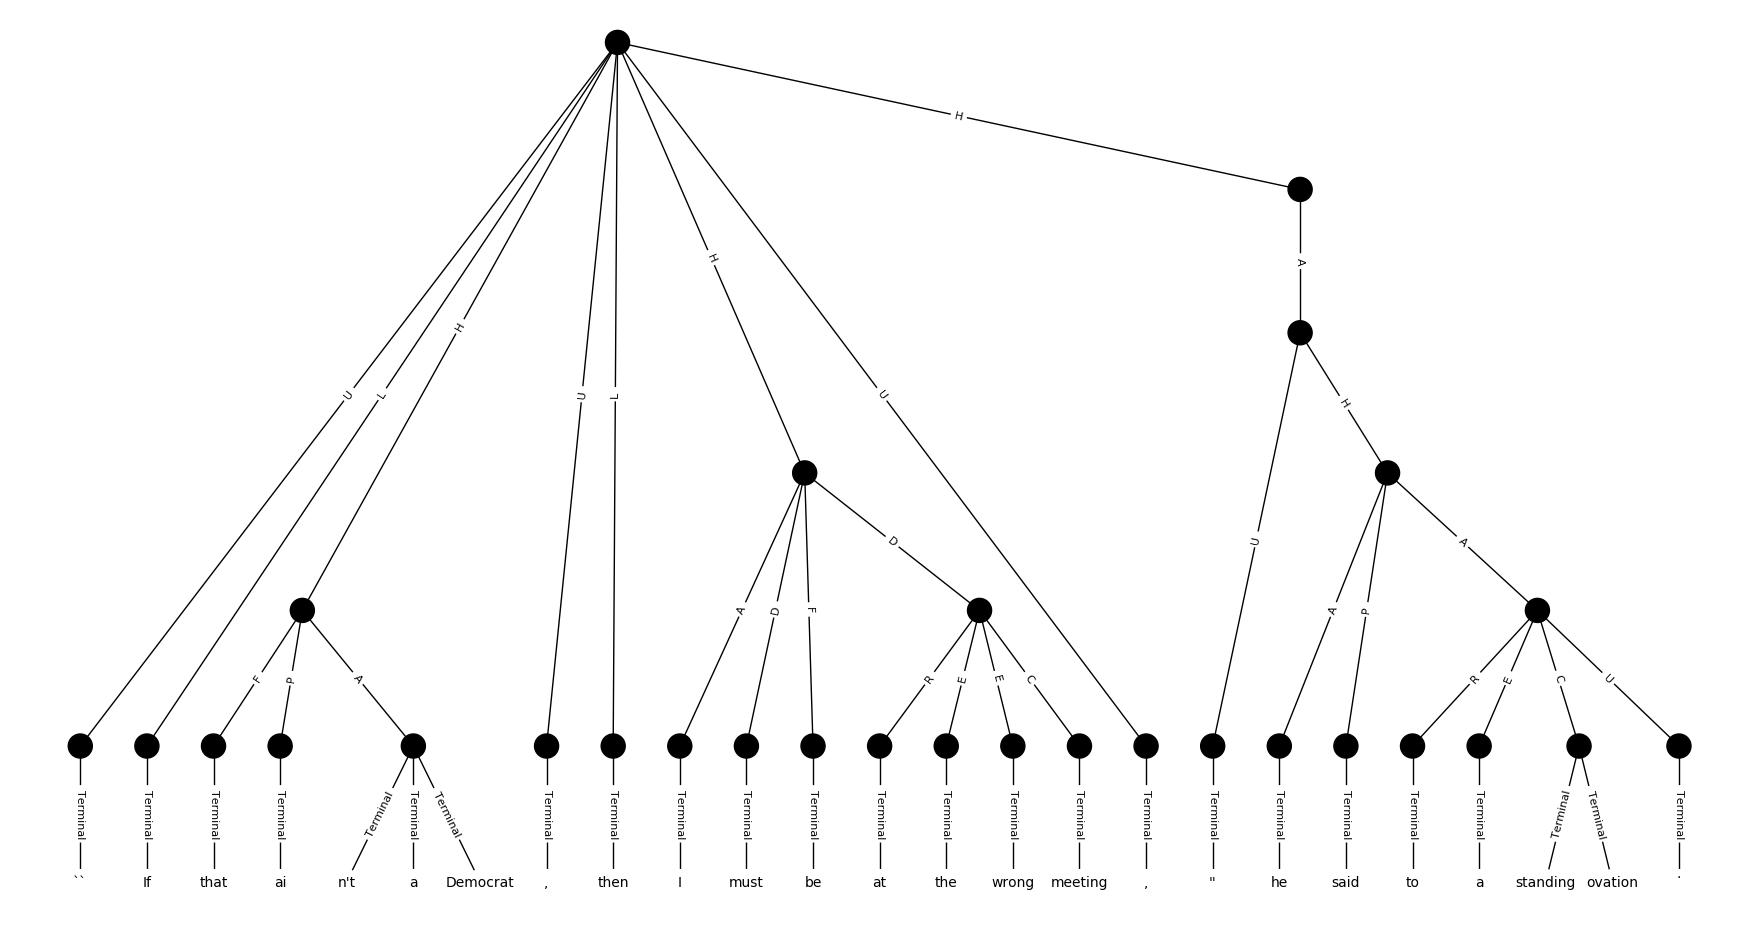 H
A
H
H
U L U L U H
A D F D A P A
F P A R E E C R E C U
Terminal Terminal Terminal Terminal Terminal Terminal Terminal Terminal Terminal Terminal Terminal Terminal Terminal Terminal Terminal Terminal Terminal Terminal Terminal Terminal Terminal Terminal Terminal Terminal Terminal
`` If that ai n't a Democrat , then I must be at the wrong meeting , " he said to a standing ovation .